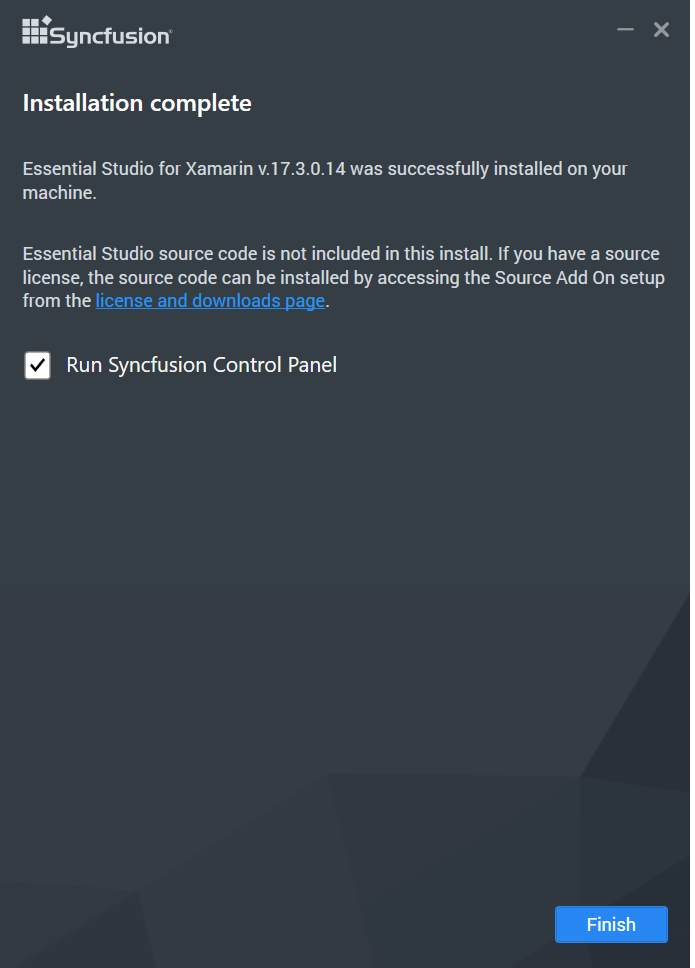 Syncfusion®
Installation complete
Essential Studio for Xamarin v.17.3.0.14 was successfully installed on your
machine.
Essential Studio source code is not included in this install. If you have a source
license, the source code can be installed by accessing the Source Add On setup
from the license and downloads page.
Run Syncfusion Control Panel
Finish